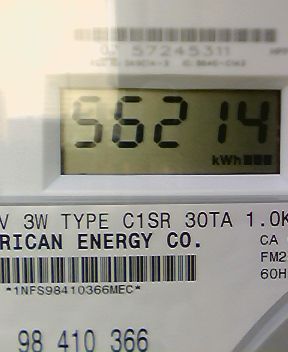 57245311
56214
kWh
V 3W TYPE C1SR 30TA 1.0K
RICAN ENERGY CO.
CA
FM2
60H
*1NFS98410366MEC*
98 410 366